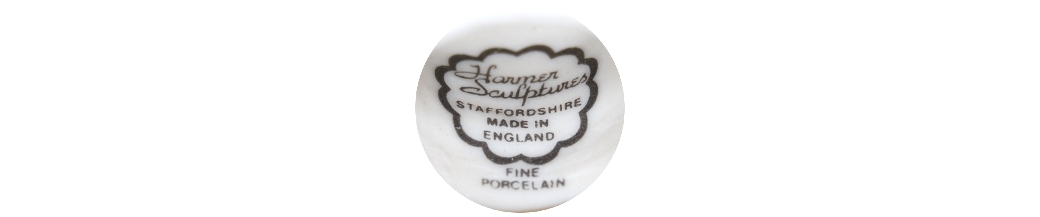 Harmer
Sculptures
STAFFORDSHIRE
MADE IN
ENGLAND
FINE
PORCELAIN